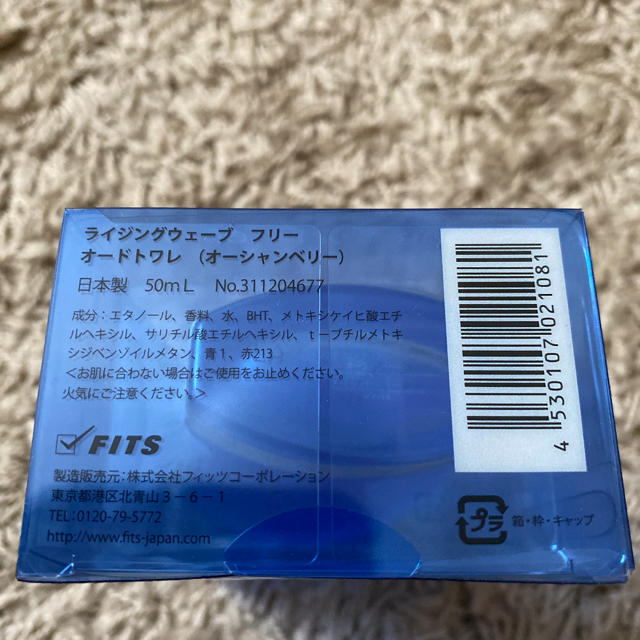 ライジングウェーブ フリー
オードトワレ (オーシャンベリー)
日本製 50mL No.311204677
成分:エタノール、香料、水、BHT、メトキシケイヒ酸エチ
ルヘキシル、サリチル酸エチルヘキシル、t-ブチルメトキ
シジベンゾイルメタン、青1、赤213
<お肌に合わない場合はご使用をお止めください。
火気にご注意ください。>
FITS
製造販売元:株式会社フィッツコーポレーション
東京都港区北青山3-6-1
TEL:0120-79-5772
http://www.fits-japan.com
4530107021081
プラ 箱・枠・キャップ